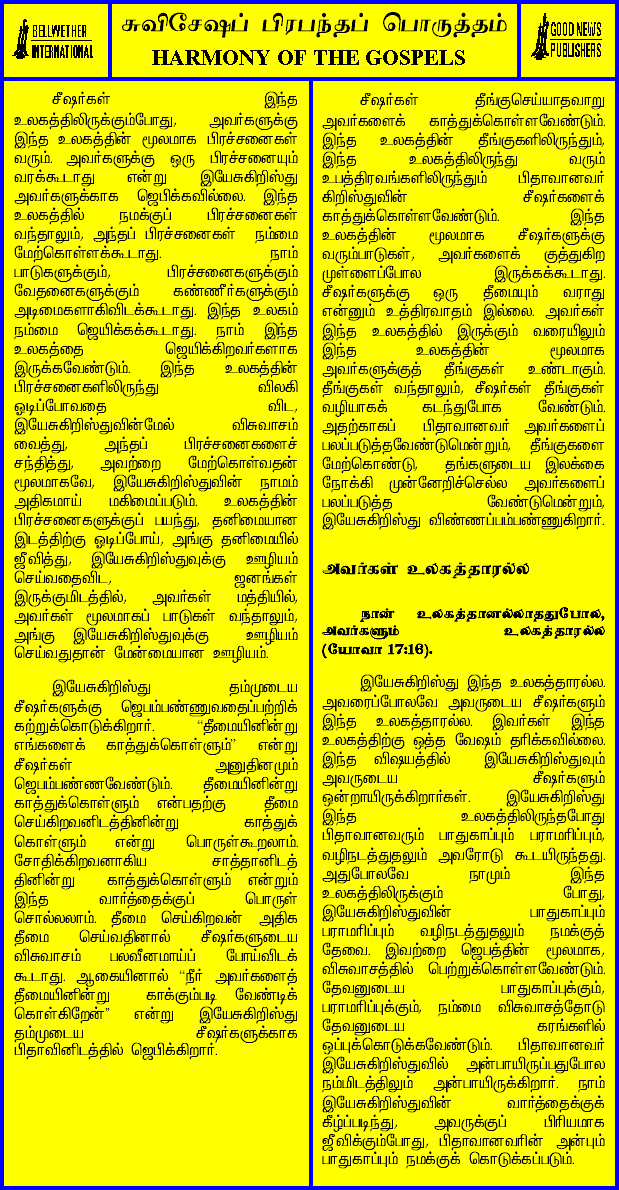 BELLWETHER
INTERNATIONAL
சுவிசேஷப் பிரபந்தப் பொருத்தம்
HARMONY OF THE GOSPELS
GOOD NEWS
PUBLISHERS
சீஷர்கள் இந்த
உலகத்திலிருக்கும்போது, அவர்களுக்கு
இந்த உலகத்தின் மூலமாக பிரச்சனைகள்
வரும். அவர்களுக்கு ஒரு பிரச்சனையும்
வரக்கூடாது என்று இயேசுகிறிஸ்து
அவர்களுக்காக ஜெபிக்கவில்லை. இந்த
உலகத்தில் நமக்குப் பிரச்சனைகள்
வந்தாலும், அந்தப் பிரச்சனைகள் நம்மை
மேற்கொள்ளக்கூடாது. நாம்
பாடுகளுக்கும், பிரச்சனைகளுக்கும்
வேதனைகளுக்கும் கண்ணீர்களுக்கும்
அடிமைகளாகிவிடக்கூடாது. இந்த உலகம்
நம்மை ஜெயிக்கக்கூடாது. நாம் இந்த
உலகத்தை ஜெயிக்கிறவர்களாக
இருக்கவேண்டும். இந்த உலகத்தின்
பிரச்சனைகளிலிருந்து விலகி
ஓடிப்போவதை விட,
இயேசுகிறிஸ்துவின்மேல் விசுவாசம்
வைத்து, அந்தப் பிரச்சனைகளைச்
சந்தித்து, அவற்றை மேற்கொள்வதன்
மூலமாகவே, இயேசுகிறிஸ்துவின் நாமம்
அதிகமாய் மகிமைப்படும். உலகத்தின்
பிரச்சனைகளுக்குப் பயந்து, தனிமையான
இடத்திற்கு ஓடிப்போய், அங்கு தனிமையில்
ஜீவித்து, இயேசுகிறிஸ்துவுக்கு ஊழியம்
செய்வதைவிட, ஜனங்கள்
இருக்குமிடத்தில், அவர்கள் மத்தியில்,
அவர்கள் மூலமாகப் பாடுகள் வந்தாலும்,
அங்கு இயேசுகிறிஸ்துவுக்கு ஊழியம்
செய்வதுதான் மேன்மையான ஊழியம்.
இயேசுகிறிஸ்து தம்முடைய
சீஷர்களுக்கு ஜெபம்பண்ணுவதைப்பற்றிக்
கற்றுக்கொடுக்கிறார். “தீமையினின்று
எங்களைக் காத்துக்கொள்ளும்” என்று
சீஷர்கள் அனுதினமும்
ஜெபம்பண்ணவேண்டும். தீமையினின்று
காத்துக்கொள்ளும் என்பதற்கு தீமை
செய்கிறவனிடத்தினின்று காத்துக்
கொள்ளும் என்று பொருள்கூறலாம்.
சோதிக்கிறவனாகிய சாத்தானிடத்
தினின்று காத்துக்கொள்ளும் என்றும்
இந்த வார்த்தைக்குப் பொருள்
சொல்லலாம். தீமை செய்கிறவன் அதிக
தீமை செய்வதினால் சீஷர்களுடைய
விசுவாசம் பலவீனமாய்ப் போய்விடக்
கூடாது. ஆகையினால் “நீர் அவர்களைத்
தீமையினின்று காக்கும்படி வேண்டிக்
கொள்கிறேன்” என்று இயேசுகிறிஸ்து
தம்முடைய சீஷர்களுக்காக
பிதாவினிடத்தில் ஜெபிக்கிறார்.
சீஷர்கள் தீங்குசெய்யாதவாறு
அவர்களைக் காத்துக்கொள்ளவேண்டும்.
இந்த உலகத்தின் தீங்குகளிலிருந்தும்,
இந்த உலகத்திலிருந்து வரும்
உபத்திரவங்களிலிருந்தும் பிதாவானவர்
கிறிஸ்துவின் சீஷர்களைக்
காத்துக்கொள்ளவேண்டும். இந்த
உலகத்தின் மூலமாக சீஷர்களுக்கு
வரும்பாடுகள், அவர்களைக் குத்துகிற
முள்ளைப்போல இருக்கக்கூடாது.
சீஷர்களுக்கு ஒரு தீமையும் வராது
என்னும் உத்திரவாதம் இல்லை. அவர்கள்
இந்த உலகத்தில் இருக்கும் வரையிலும்
இந்த உலகத்தின் மூலமாக
அவர்களுக்குத் தீங்குகள் உண்டாகும்.
தீங்குகள் வந்தாலும், சீஷர்கள் தீங்குகள்
வழியாகக் கடந்துபோக வேண்டும்.
அதற்காகப் பிதாவானவர் அவர்களைப்
பலப்படுத்தவேண்டுமென்றும், தீங்குகளை
மேற்கொண்டு, தங்களுடைய இலக்கை
நோக்கி முன்னேறிச்செல்ல அவர்களைப்
பலப்படுத்த வேண்டுமென்றும்,
இயேசுகிறிஸ்து விண்ணப்பம்பண்ணுகிறார்.
அவர்கள் உலகத்தாரல்ல
நான் உலகத்தானல்லாததுபோல,
அவர்களும் உலகத்தாரல்ல
(யோவா 17:16).
இயேசுகிறிஸ்து இந்த உலகத்தாரல்ல.
அவரைப்போலவே அவருடைய சீஷர்களும்
இந்த உலகத்தாரல்ல. இவர்கள் இந்த
உலகத்திற்கு ஒத்த வேஷம் தரிக்கவில்லை.
இந்த விஷயத்தில் இயேசுகிறிஸ்துவும்
அவருடைய சீஷர்களும்
ஒன்றாயிருக்கிறார்கள். இயேசுகிறிஸ்து
இந்த உலகத்திலிருந்தபோது
பிதாவானவரும் பாதுகாப்பும் பராமரிப்பும்,
வழிநடத்துதலும் அவரோடு கூடயிருந்தது.
அதுபோலவே நாமும் இந்த
உலகத்திலிருக்கும் போது,
இயேசுகிறிஸ்துவின் பாதுகாப்பும்
பராமரிப்பும் வழிநடத்துதலும் நமக்குத்
தேவை. இவற்றை ஜெபத்தின் மூலமாக,
விசுவாசத்தில் பெற்றுக்கொள்ளவேண்டும்.
தேவனுடைய பாதுகாப்புக்கும்,
பராமரிப்புக்கும், நம்மை விசுவாசத்தோடு
தேவனுடைய கரங்களில்
ஒப்புக்கொடுக்கவேண்டும். பிதாவானவர்
இயேசுகிறிஸ்துவில் அன்பாயிருப்பதுபோல
நம்மிடத்திலும் அன்பாயிருக்கிறார். நாம்
இயேசுகிறிஸ்துவின் வார்த்தைக்குக்
கீழ்ப்படிந்து, அவருக்குப் பிரியமாக
ஜீவிக்கும்போது, பிதாவானவரின் அன்பும்
பாதுகாப்பும் நமக்குக் கொடுக்கப்படும்.